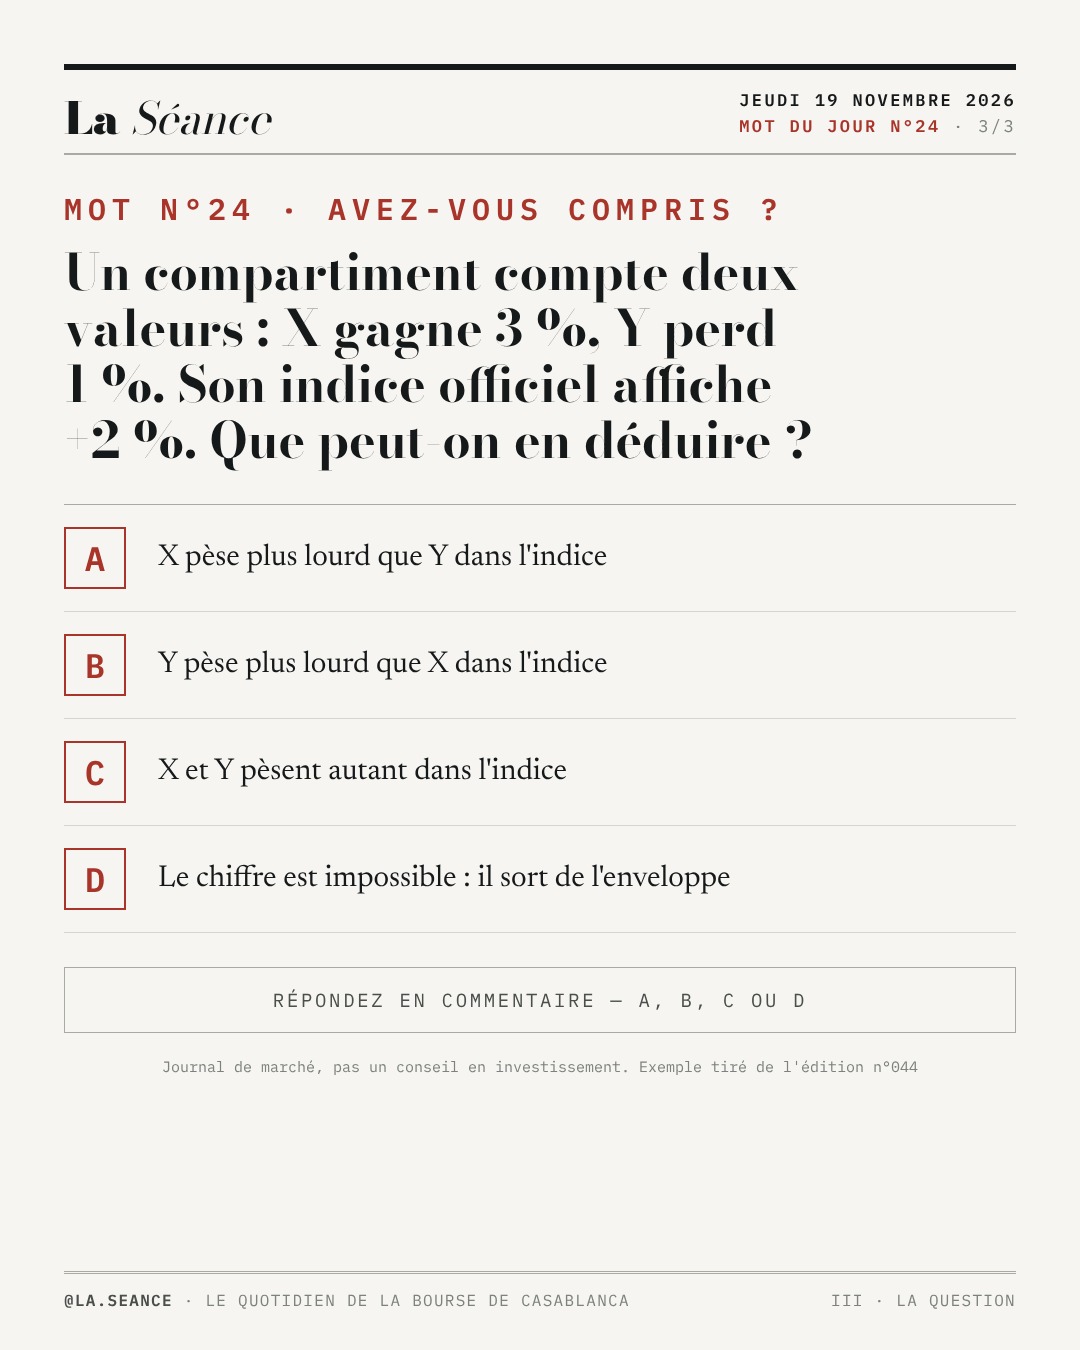 La Séance
JEUDI 19 NOVEMBRE 2026
MOT DU JOUR N°24 · 3/3
MOT N°24 · AVEZ-VOUS COMPRIS ?
Un compartiment compte deux
valeurs : X gagne 3 %, Y perd
1 %. Son indice officiel affiche
+2 %. Que peut-on en déduire ?
A X pèse plus lourd que Y dans l'indice
B Y pèse plus lourd que X dans l'indice
C X et Y pèsent autant dans l'indice
D Le chiffre est impossible : il sort de l'enveloppe
RÉPONDEZ EN COMMENTAIRE — A, B, C OU D
Journal de marché, pas un conseil en investissement. Exemple tiré de l'édition n°044
@LA.SEANCE · LE QUOTIDIEN DE LA BOURSE DE CASABLANCA
III · LA QUESTION